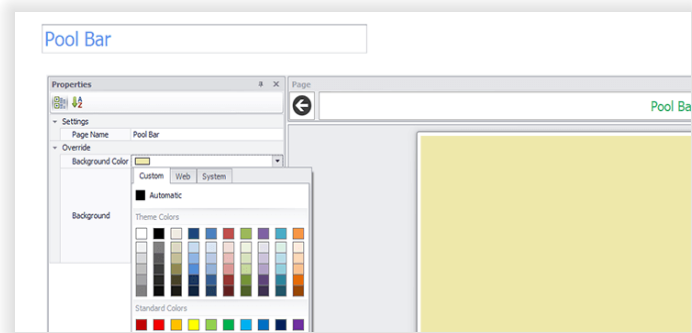 Pool Bar
Properties
Page
Pool Ba
Settings
Page Name Pool Bar
Override
Background Color
Custom Web System
Automatic
Theme Colors
Background
Standard Colors